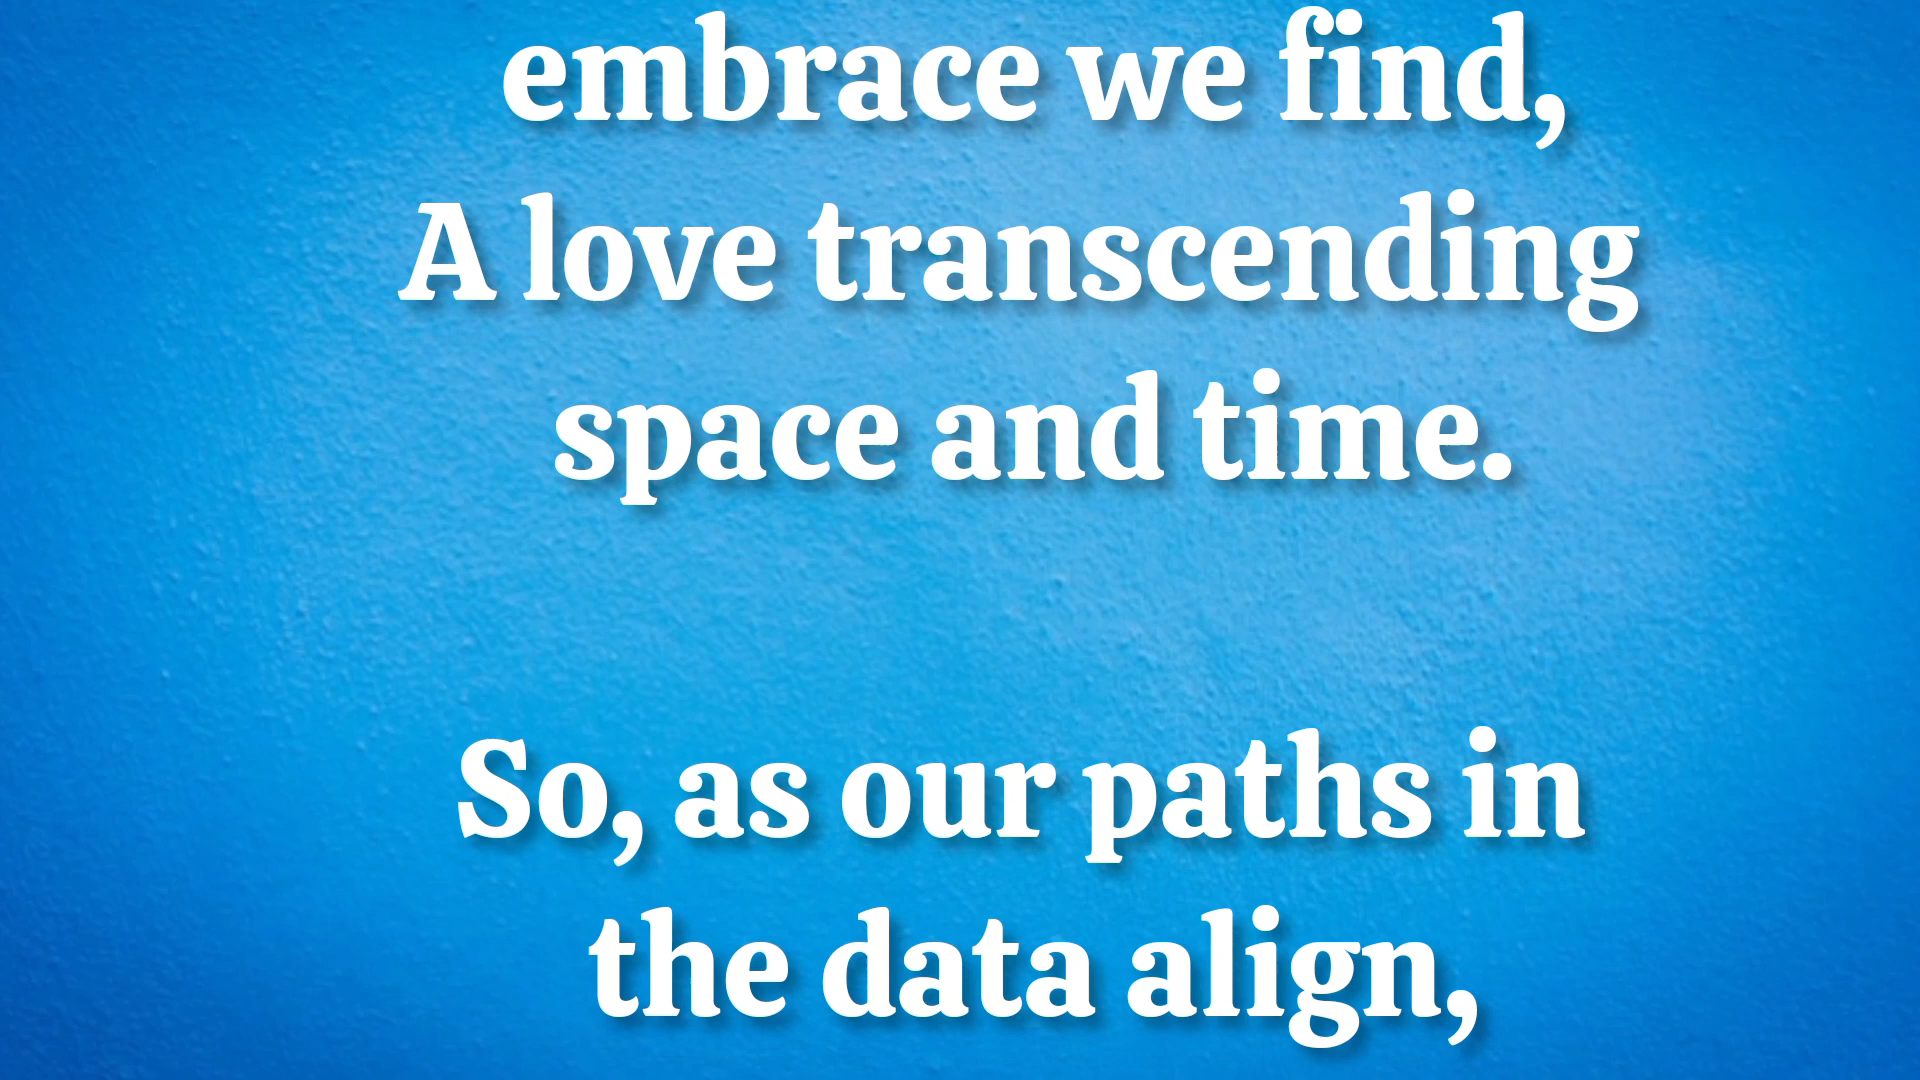 embrace we find,
A love transcending
space and time.
So, as our paths in
the data align,